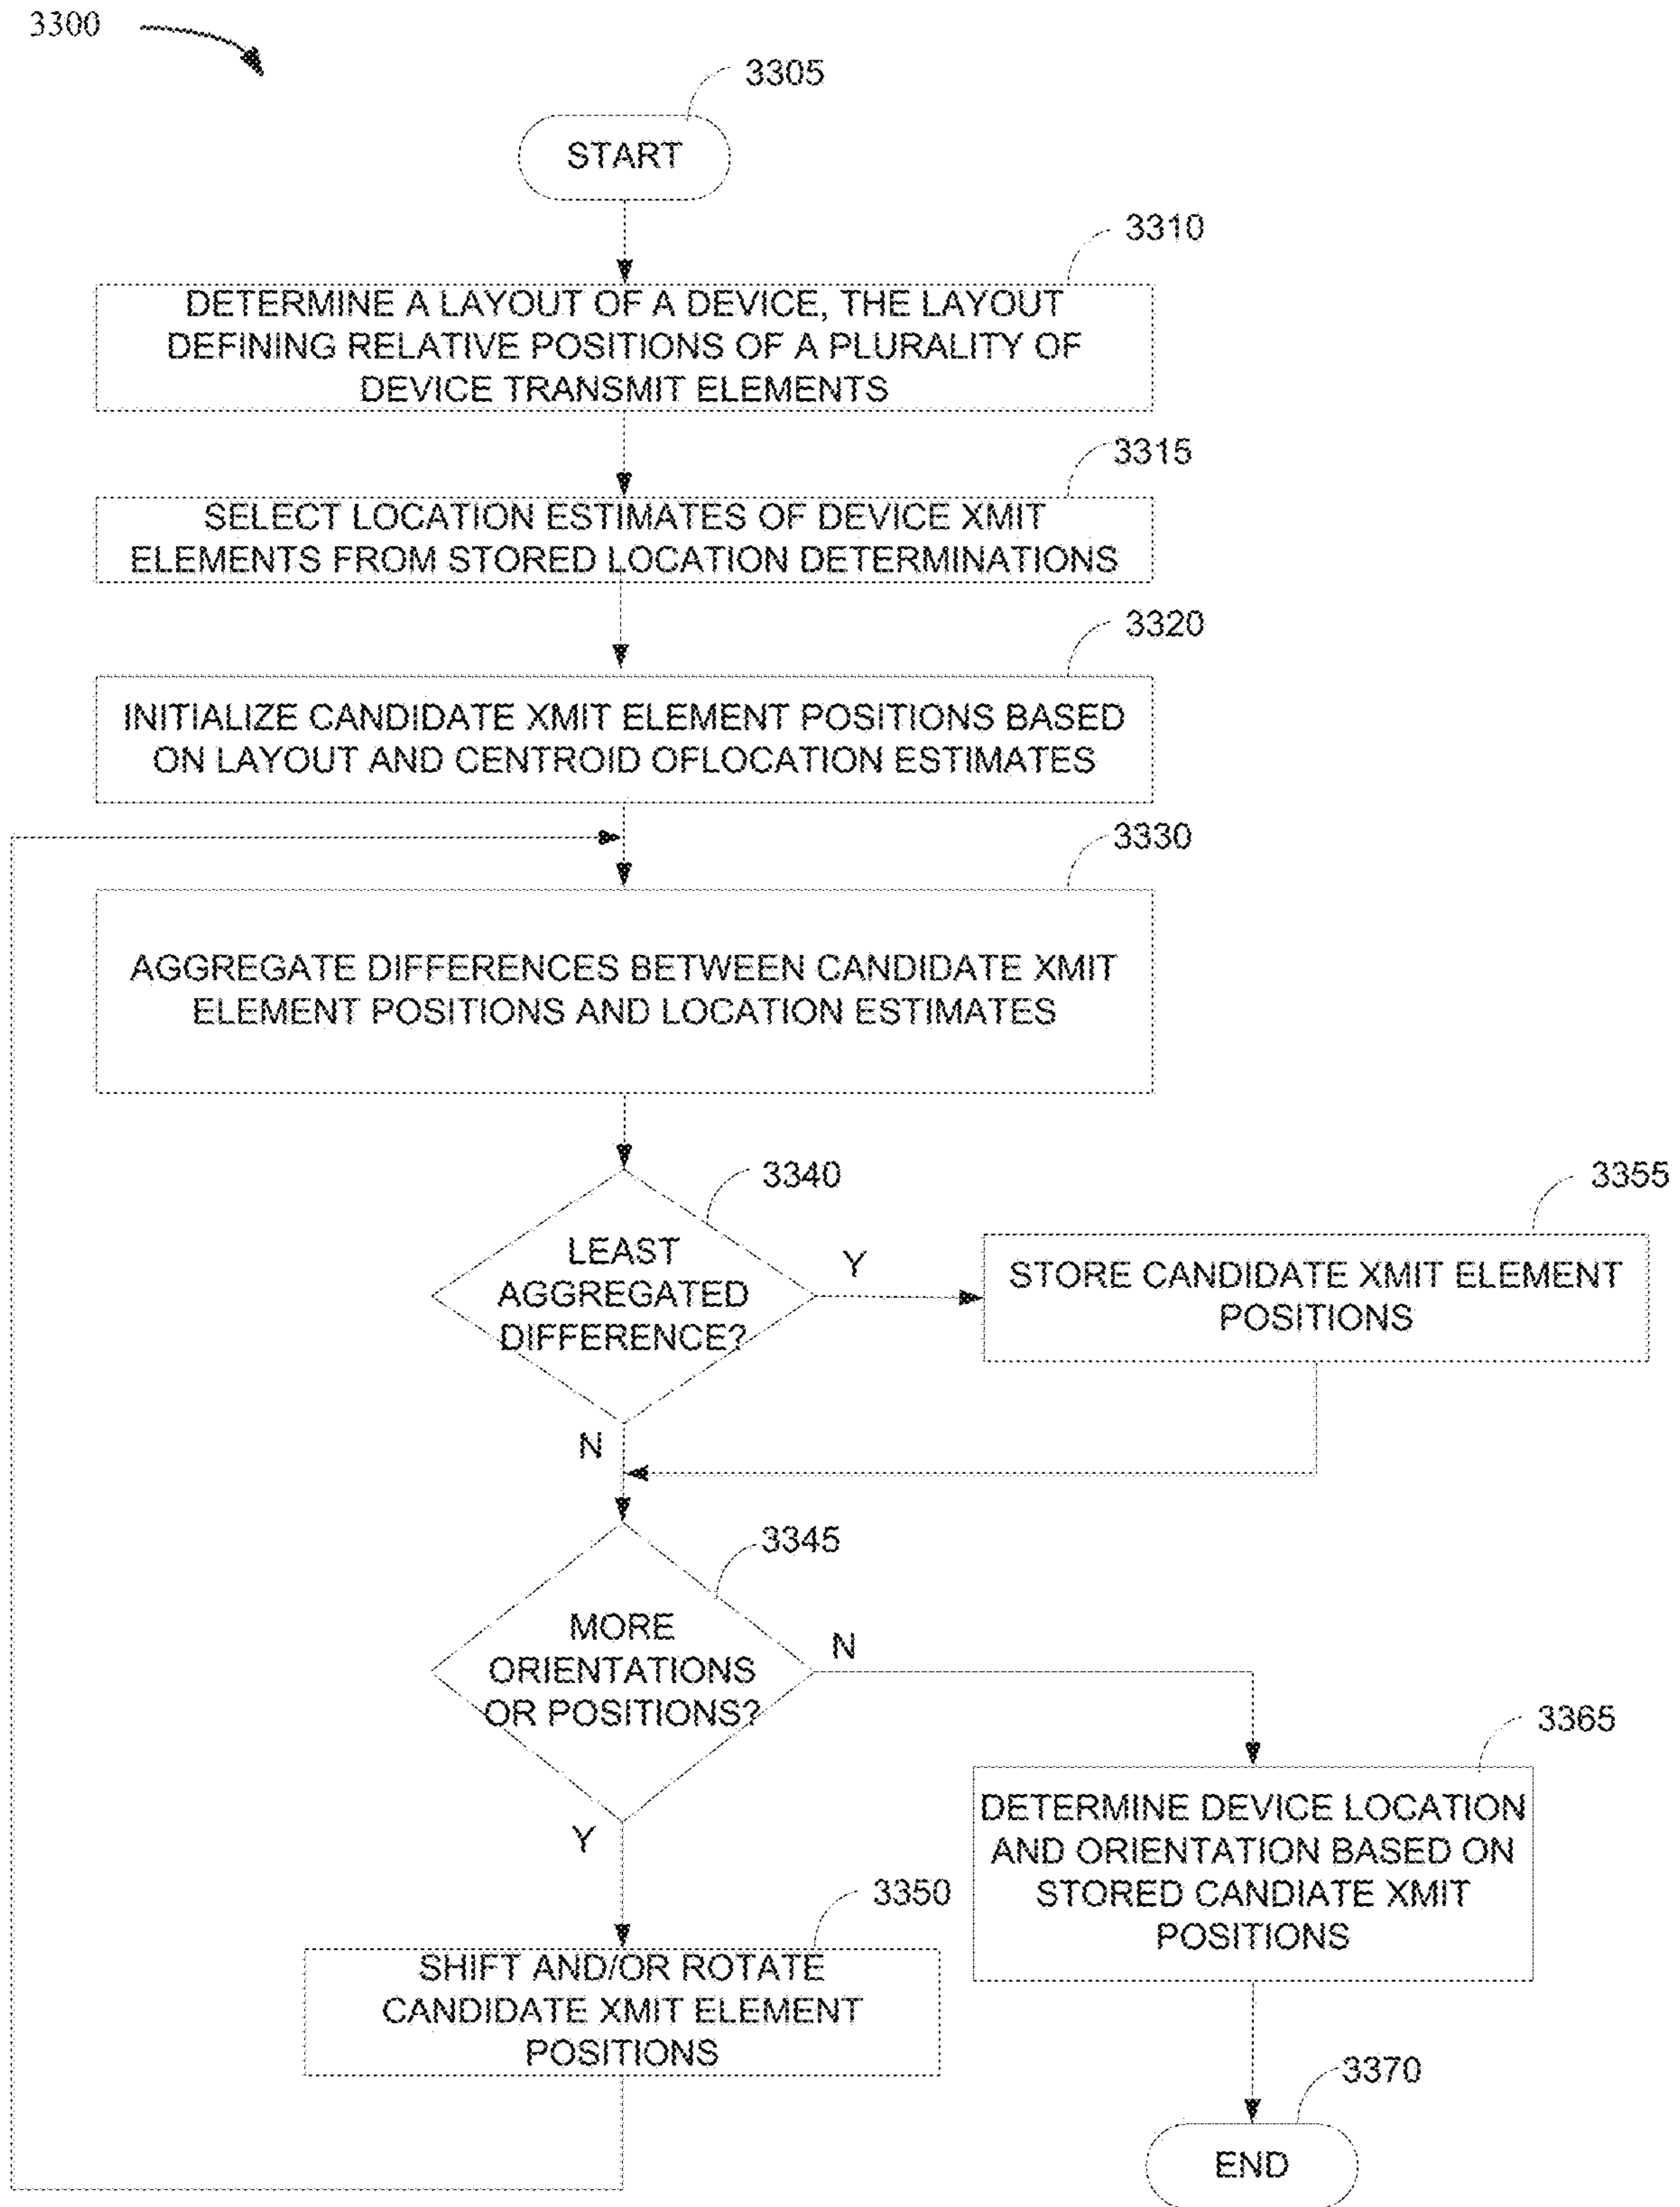 3300
3305
START
3310
DETERMINE A LAYOUT OF A DEVICE, THE LAYOUT
DEFINING RELATIVE POSITIONS OF A PLURALITY OF
DEVICE TRANSMIT ELEMENTS
3315
SELECT LOCATION ESTIMATES OF DEVICE XMIT
ELEMENTS FROM STORED LOCATION DETERMINATIONS
3320
INITIALIZE CANDIDATE XMIT ELEMENT POSITIONS BASED
ON LAYOUT AND CENTROID OFLOCATION ESTIMATES
3330
AGGREGATE DIFFERENCES BETWEEN CANDIDATE XMIT
ELEMENT POSITIONS AND LOCATION ESTIMATES
3340
LEAST
AGGREGATED
DIFFERENCE?
Y
3355
STORE CANDIDATE XMIT ELEMENT
POSITIONS
N
3345
MORE
ORIENTATIONS
OR POSITIONS?
N
Y
3365
DETERMINE DEVICE LOCATION
AND ORIENTATION BASED ON
STORED CANDIATE XMIT
POSITIONS
3350
SHIFT AND/OR ROTATE
CANDIDATE XMIT ELEMENT
POSITIONS
3370
END